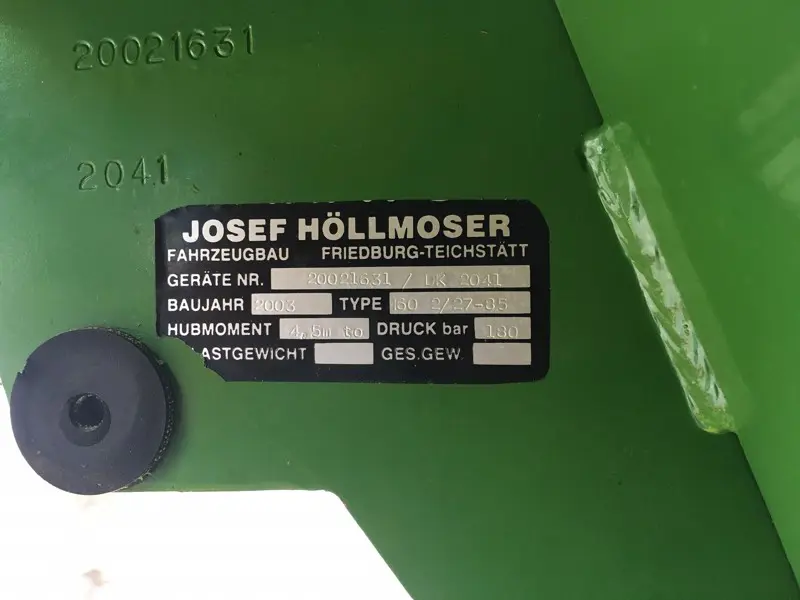 20021631
2041
JOSEF HÖLLMOSER
FAHRZEUGBAU FRIEDBURG-TEICHSTÄTT
GERÄTE NR. 20021631 / LK 2041
BAUJAHR 2003 TYPE 160 2/27-85
HUBMOMENT 4,5m to DRUCK bar 180
LASTGEWICHT GES.GEW.